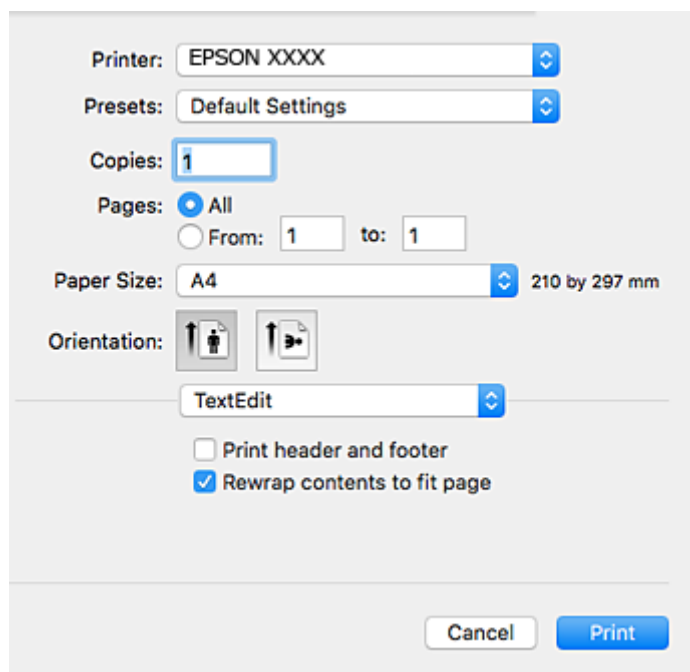 Printer: EPSON XXXX
Presets: Default Settings
Copies: 1
Pages: All
From: 1 to: 1
Paper Size: A4 210 by 297 mm
Orientation:
TextEdit
Print header and footer
Rewrap contents to fit page
Cancel Print